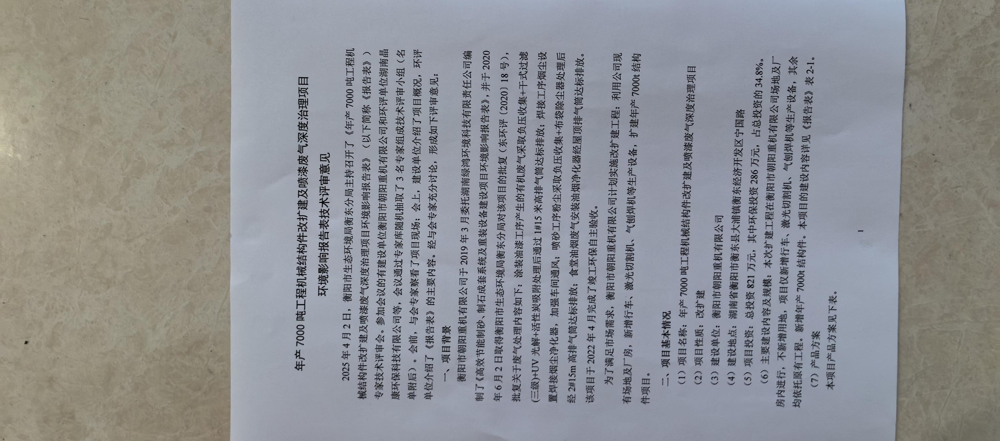 年产 7000 吨工程机械结构件改扩建及喷漆废气深度治理项目
环境影响报告表技术评审意见
2025 年 4 月 2 日，衡阳市生态环境局衡东分局主持召开了《年产 7000 吨工程机
械结构件改扩建及喷漆废气深度治理项目环境影响报告表》（以下简称《报告表》）
专家技术评审会。参加会议的有建设单位衡阳市朝阳重机有限公司和环评单位湖南晶
康环保科技有限公司等，会议通过专家库随机抽取了 3 名专家组成技术评审小组（名
单附后）。会前，与会专家察看了项目现场；会上，建设单位介绍了项目概况，环评
单位介绍了《报告表》的主要内容。经与会专家充分讨论，形成如下评审意见：
一、项目背景
衡阳市朝阳重机有限公司于 2019 年 3 月委托湖南绿鸿环境科技有限责任公司编
制了《高效节能制砂、制石成套系统及重装设备建设项目环境影响报告表》，并于 2020
年 6 月 2 日取得衡阳市生态环境局衡东分局对该项目的批复（东环评〔2020〕18 号），
批复关于废气处理内容如下：涂装油漆工序产生的有机废气采取负压收集+干式过滤
(三级)+UV 光解+活性炭吸附处理后通过 1#15 米高排气筒达标排放；焊接工序烟尘设
置焊接烟尘净化器，加强车间通风；喷砂工序粉尘采取负压收集+布袋除尘器处理后
经 2#15m 高排气筒达标排放；食堂油烟废气安装油烟净化器经屋顶排气筒达标排放。
该项目于 2022 年 4 月完成了竣工环保自主验收。
为了满足市场需求，衡阳市朝阳重机有限公司计划实施改扩建工程：利用公司现
有场地及厂房，新增行车、激光切割机、气刨焊机等生产设备，扩建年产 7000t 结构
件项目。
二、项目基本情况
（1）项目名称：年产 7000 吨工程机械结构件改扩建及喷漆废气深度治理项目
（2）项目性质：改扩建
（3）建设单位：衡阳市朝阳重机有限公司
（4）建设地点：湖南省衡阳市衡东县大浦镇衡东经济开发区宁国路
（5）项目投资：总投资 821 万元，其中环保投资 286 万元，占总投资的 34.8%。
（6）主要建设内容及规模：本次扩建工程在衡阳市朝阳重机有限公司场地及厂
房内进行，不新增用地，项目仅新增行车、激光切割机、气刨焊机等生产设备，其余
均依托原有工程。新增年产 7000t 结构件。本项目的建设内容详见《报告表》表 2-1。
（7）产品方案
本项目产品方案见下表。
1